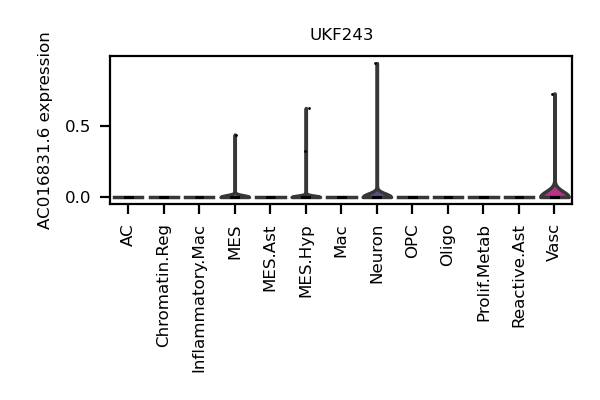 UKF243
AC016831.6 expression
0.5
0.0
AC
Chromatin.Reg
Inflammatory.Mac
MES
MES.Ast
MES.Hyp
Mac
Neuron
OPC
Oligo
Prolif.Metab
Reactive.Ast
Vasc